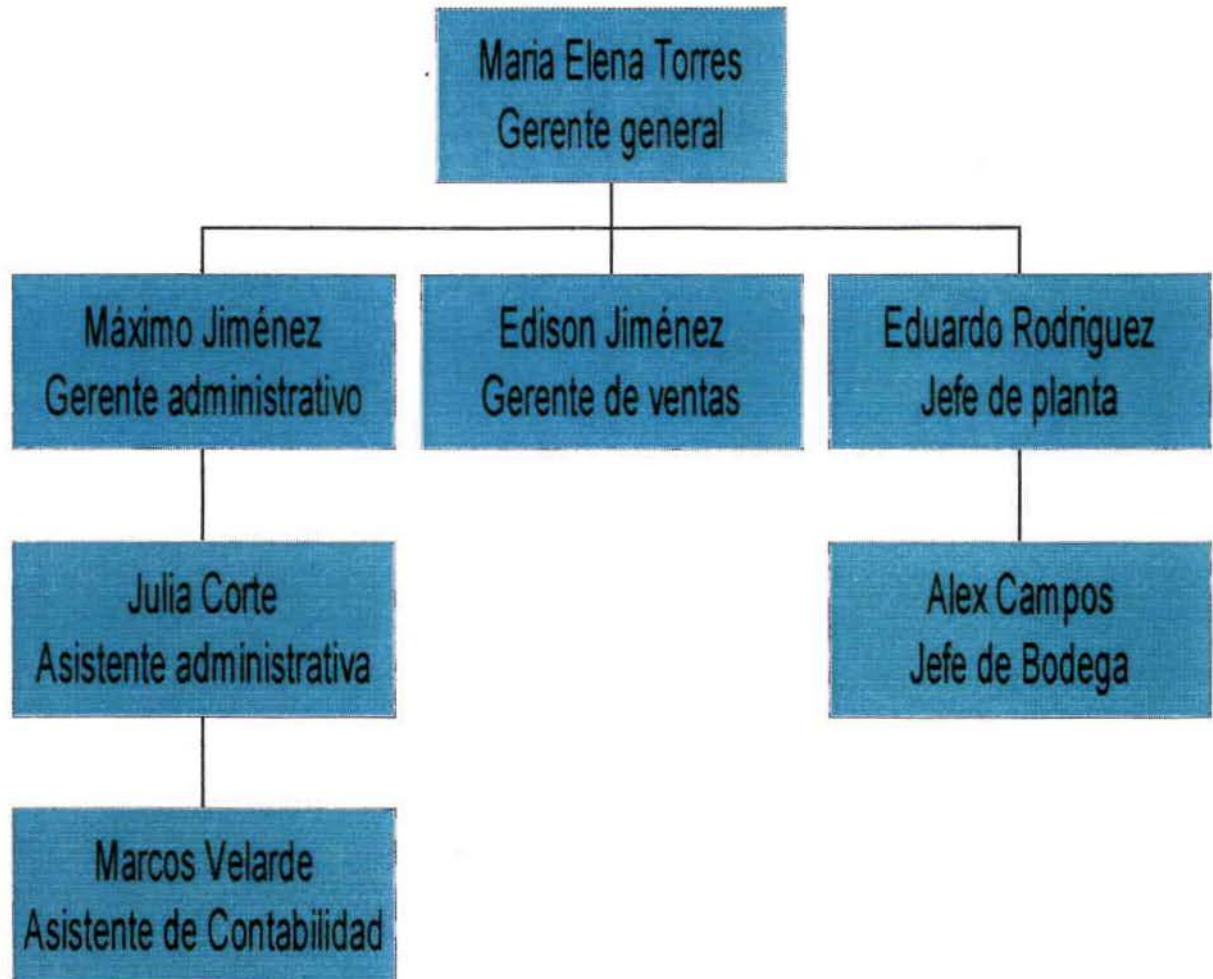 Maria Elena Torres
Gerente general
Máximo Jiménez
Gerente administrativo
Edison Jiménez
Gerente de ventas
Eduardo Rodriguez
Jefe de planta
Julia Corte
Asistente administrativa
Alex Campos
Jefe de Bodega
Marcos Velarde
Asistente de Contabilidad